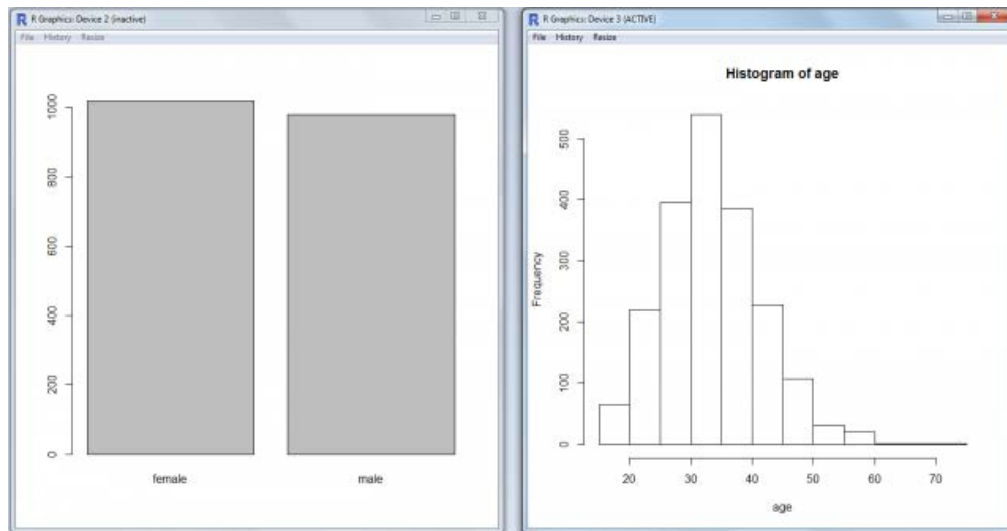 R Graphics: Device 2 (inactive)
File History Resize
1000
800
600
400
200
0
female male
R Graphics: Device 3 (ACTIVE)
File History Resize
Histogram of age
Frequency
500
400
300
200
100
0
20 30 40 50 60 70
age